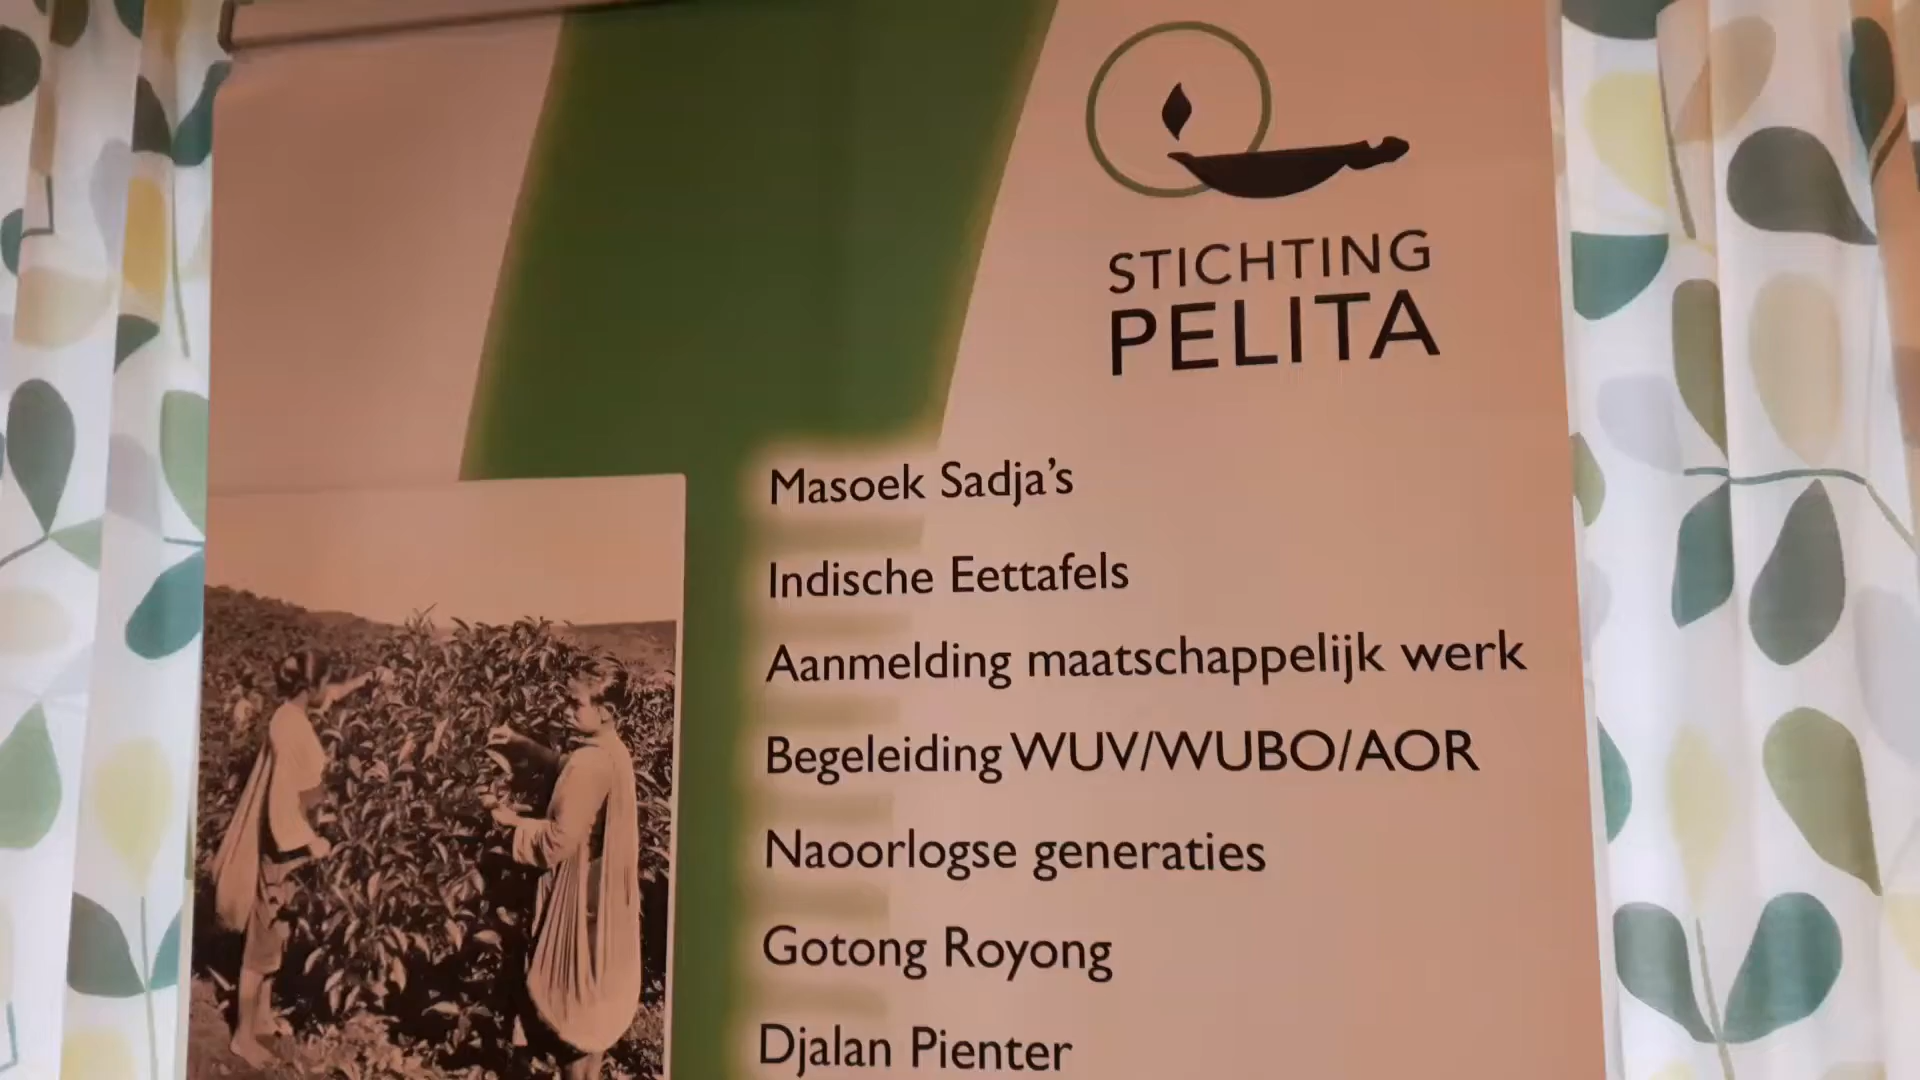 STICHTING
PELITA
Masoek Sadja's
Indische Eettafels
Aanmelding maatschappelijk werk
Begeleiding WUV/WUBO/AOR
Naoorlogse generaties
Gotong Royong
Djalan Pienter